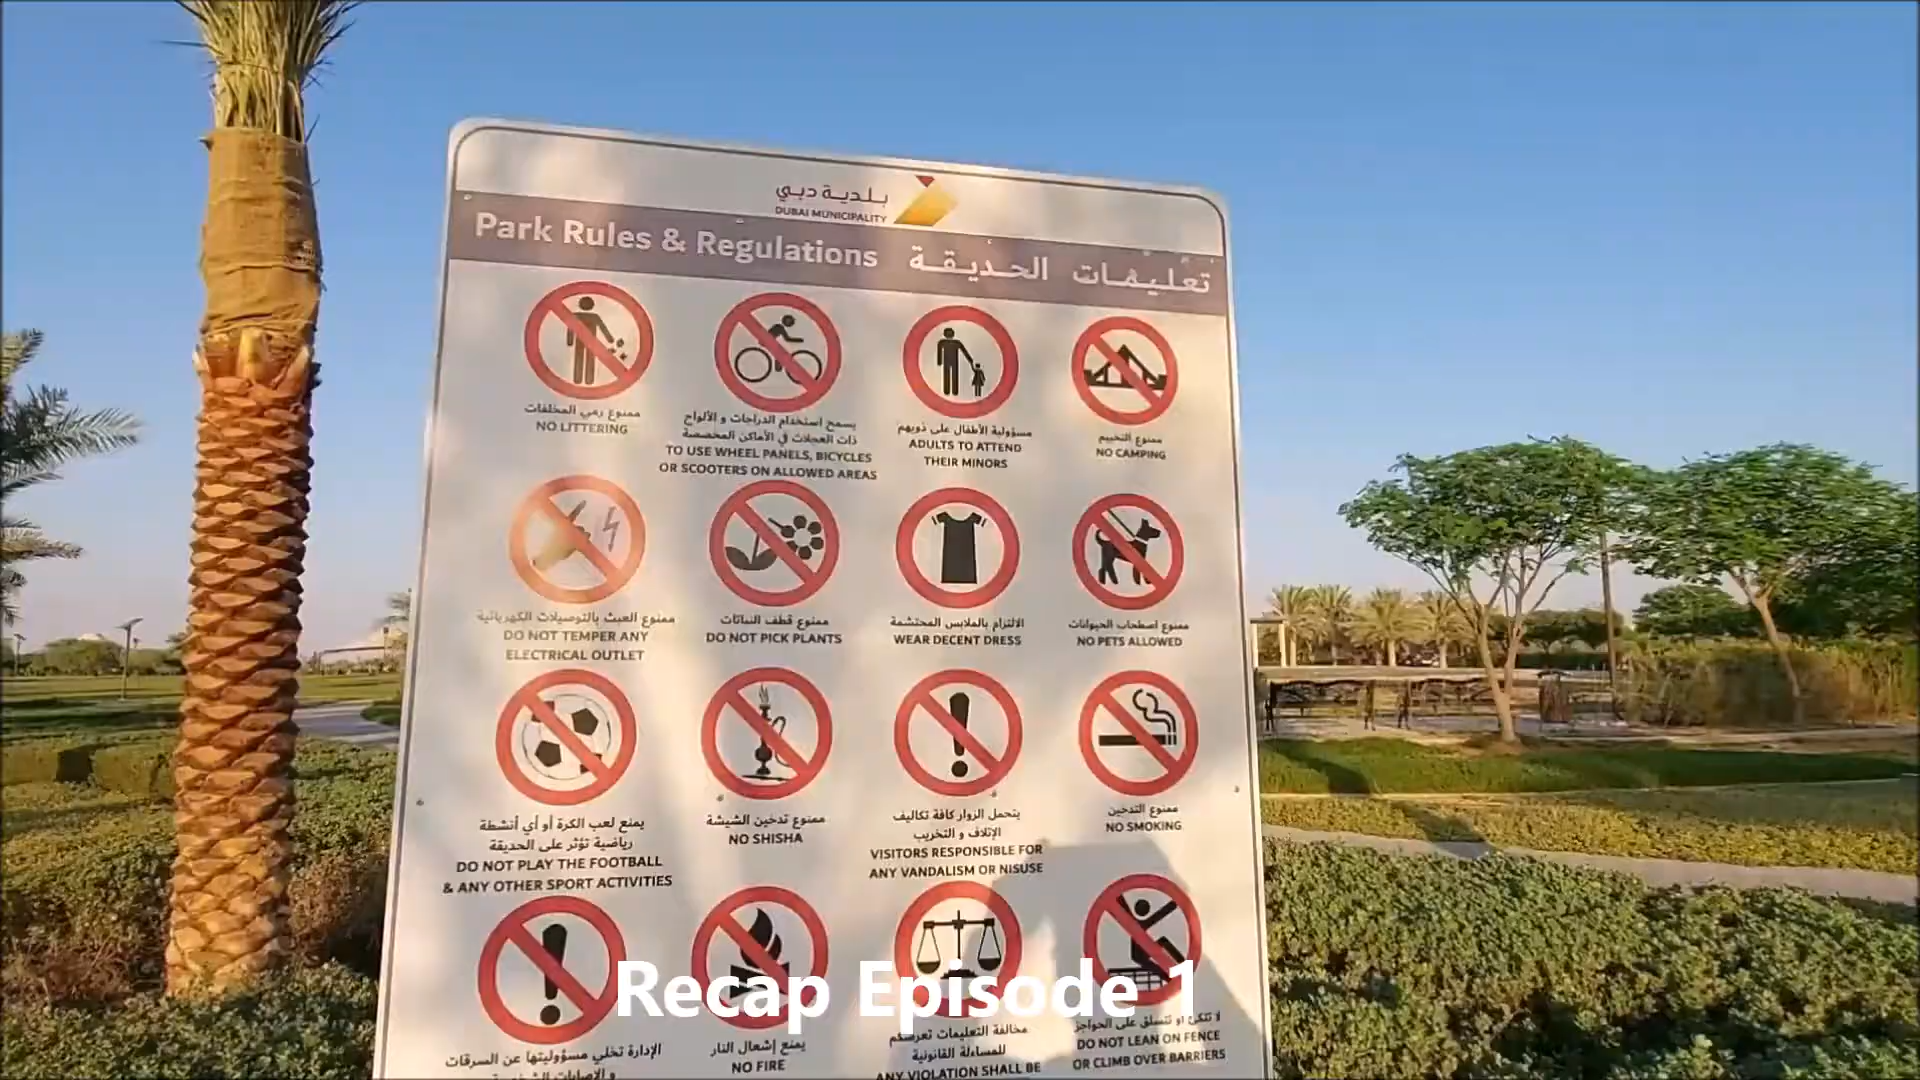 بلدية دبي
DUBAI MUNICIPALITY
Park Rules & Regulations تعليمات الحديقة
ممنوع رمي المخلفات
NO LITTERING
يسمح استخدام الدراجات و الألواح
ذات العجلات في الأماكن المخصصة
TO USE WHEEL PANELS, BICYCLES
OR SCOOTERS ON ALLOWED AREAS
مسؤولية الأطفال على ذويهم
ADULTS TO ATTEND
THEIR MINORS
ممنوع التخييم
NO CAMPING
ممنوع العبث بالتوصيلات الكهربائية
DO NOT TEMPER ANY
ELECTRICAL OUTLET
ممنوع قطف النباتات
DO NOT PICK PLANTS
الالتزام بالملابس المحتشمة
WEAR DECENT DRESS
ممنوع اصطحاب الحيوانات
NO PETS ALLOWED
يمنع لعب الكرة أو أي أنشطة
رياضية تؤثر على الحديقة
DO NOT PLAY THE FOOTBALL
& ANY OTHER SPORT ACTIVITIES
ممنوع تدخين الشيشة
NO SHISHA
يتحمل الزوار كافة تكاليف
الإتلاف و التخريب
VISITORS RESPONSIBLE FOR
ANY VANDALISM OR NISUSE
ممنوع التدخين
NO SMOKING
الإدارة تخلي مسؤوليتها عن السرقات
يمنع إشعال النار
NO FIRE
مخالفة التعليمات تعرضكم
للمساءلة القانونية
ANY VIOLATION SHALL BE
لا تتكئ او تتسلق على الحواجز
DO NOT LEAN ON FENCE
OR CLIMB OVER BARRIERS
Recap Episode 1